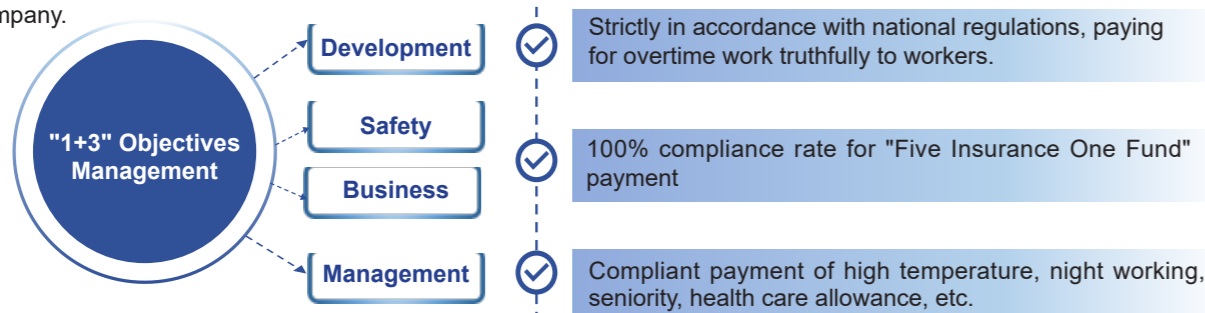 "1+3" Objectives
Management
Development
Safety
Business
Management
Strictly in accordance with national regulations, paying
for overtime work truthfully to workers.
100% compliance rate for "Five Insurance One Fund"
payment
Compliant payment of high temperature, night working,
seniority, health care allowance, etc.